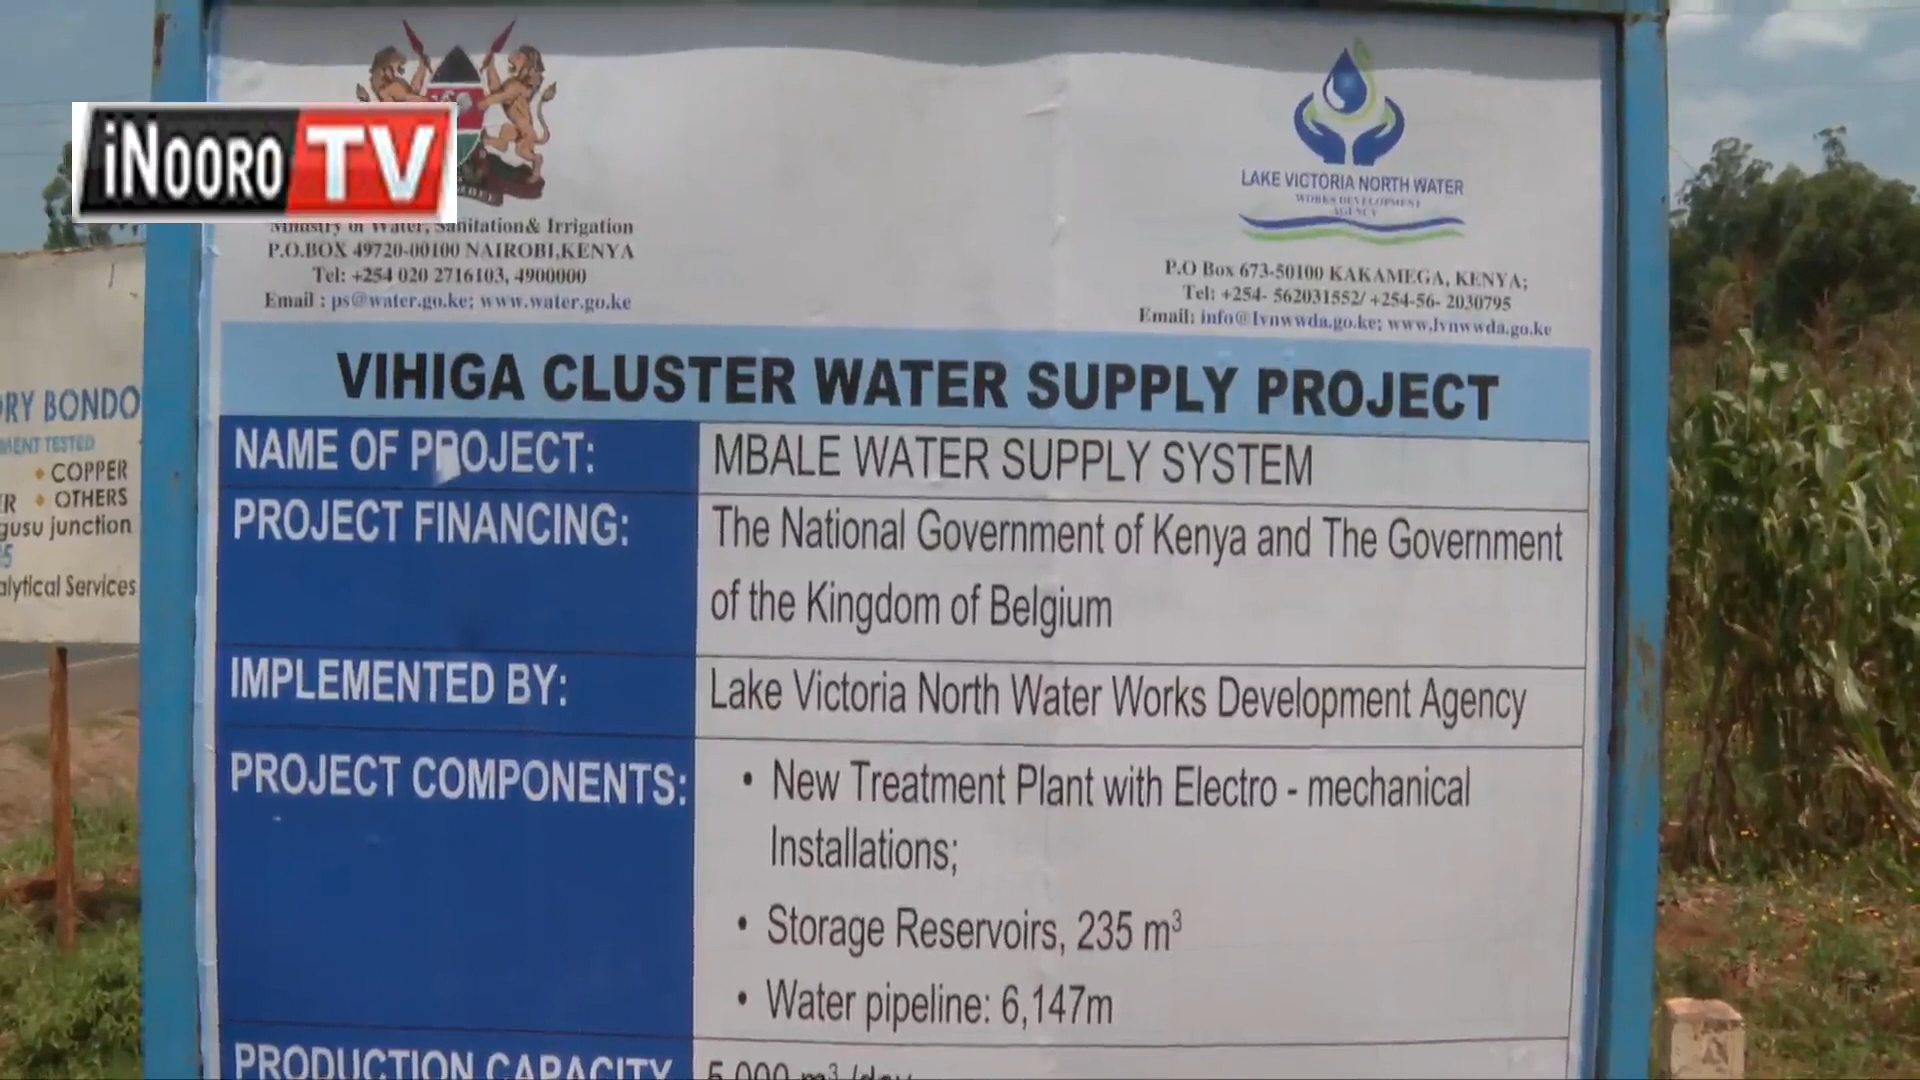 iNOORO TV
Ministry of Water, Sanitation& Irrigation
P.O.BOX 49720-00100 NAIROBI,KENYA
Tel: +254 020 2716103, 4900000
Email : ps@water.go.ke; www.water.go.ke
LAKE VICTORIA NORTH WATER
WORKS DEVELOPMENT
AGENCY
P.O Box 673-50100 KAKAMEGA, KENYA;
Tel: +254- 562031552/ +254-56- 2030795
Email: info@lvnwwda.go.ke; www.lvnwwda.go.ke
VIHIGA CLUSTER WATER SUPPLY PROJECT
NAME OF PROJECT: MBALE WATER SUPPLY SYSTEM
PROJECT FINANCING: The National Government of Kenya and The Government
of the Kingdom of Belgium
IMPLEMENTED BY: Lake Victoria North Water Works Development Agency
PROJECT COMPONENTS: • New Treatment Plant with Electro - mechanical
Installations;
• Storage Reservoirs, 235 m³
• Water pipeline: 6,147m
PRODUCTION CAPACITY 5,000 m³ /day
BONDO
TESTED
• COPPER
• OTHERS
junction
Services